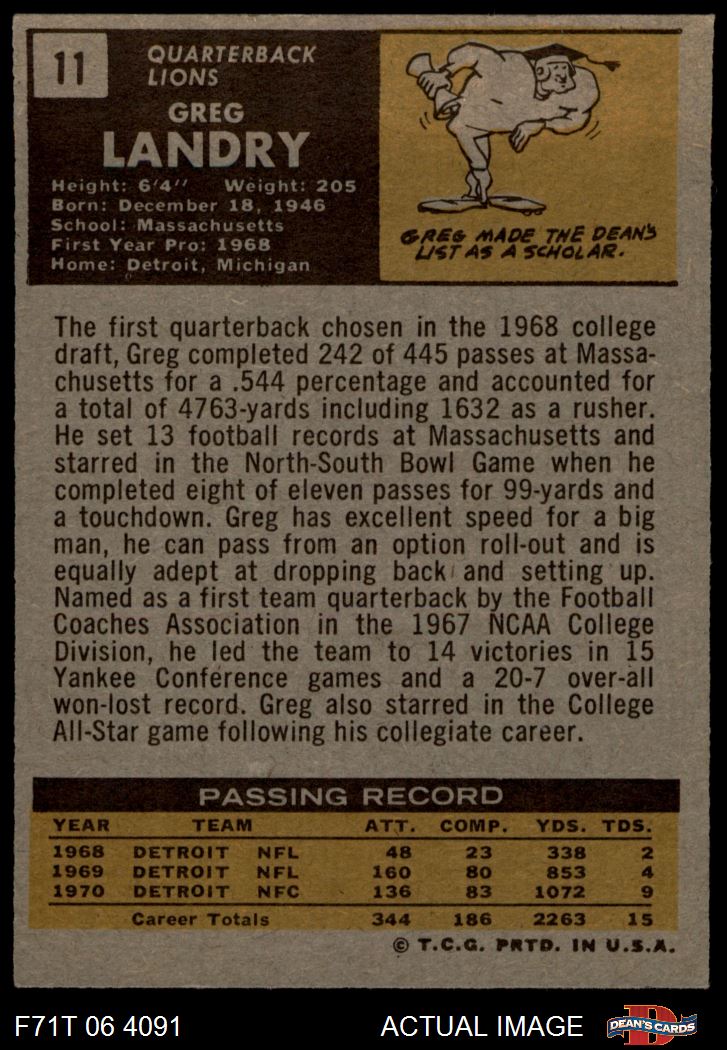 11
QUARTERBACK
LIONS
GREG
LANDRY
Height: 6'4" Weight: 205
Born: December 18, 1946
School: Massachusetts
First Year Pro: 1968
Home: Detroit, Michigan
GREG MADE THE DEAN'S
LIST AS A SCHOLAR.
The first quarterback chosen in the 1968 college
draft, Greg completed 242 of 445 passes at Massa-
chusetts for a .544 percentage and accounted for
a total of 4763-yards including 1632 as a rusher.
He set 13 football records at Massachusetts and
starred in the North-South Bowl Game when he
completed eight of eleven passes for 99-yards and
a touchdown. Greg has excellent speed for a big
man, he can pass from an option roll-out and is
equally adept at dropping back and setting up.
Named as a first team quarterback by the Football
Coaches Association in the 1967 NCAA College
Division, he led the team to 14 victories in 15
Yankee Conference games and a 20-7 over-all
won-lost record. Greg also starred in the College
All-Star game following his collegiate career.
PASSING RECORD
YEAR TEAM ATT. COMP. YDS. TDS.
1968 DETROIT NFL 48 23 338 2
1969 DETROIT NFL 160 80 853 4
1970 DETROIT NFC 136 83 1072 9
Career Totals 344 186 2263 15
© T.C.G. PRTD. IN U.S.A.
F71T 06 4091 ACTUAL IMAGE D DEAN'S CARDS